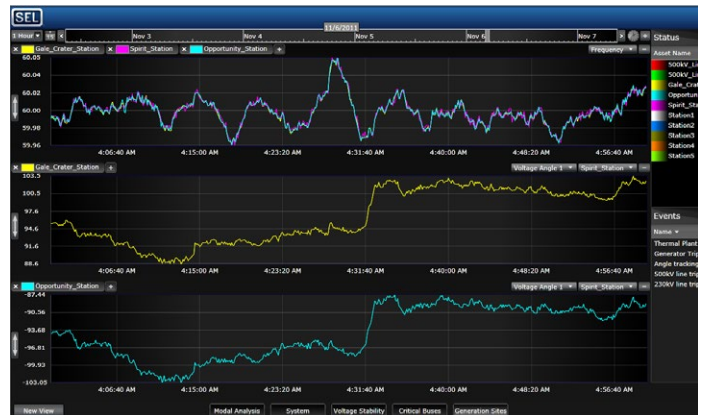 SEL
11/6/2011
1 Hour Nov 3 Nov 4 Nov 5 Nov 6 Nov 7
Gale_Crater_Station Spirit_Station Opportunity_Station + Frequency
60.05
60.04
60.02
60.00
59.98
59.96
4:06:40 AM 4:15:00 AM 4:23:20 AM 4:31:40 AM 4:40:00 AM 4:48:20 AM 4:56:40 AM
Gale_Crater_Station + Voltage Angle 1 Spirit_Station
103.5
100.5
97.6
94.6
91.6
88.6
4:06:40 AM 4:15:00 AM 4:23:20 AM 4:31:40 AM 4:40:00 AM 4:48:20 AM 4:56:40 AM
Opportunity_Station + Voltage Angle 1 Spirit_Station
-87.44
-90.56
-93.68
-96.81
-99.93
-103.05
4:06:40 AM 4:15:00 AM 4:23:20 AM 4:31:40 AM 4:40:00 AM 4:48:20 AM 4:56:40 AM
New View Modal Analysis System Voltage Stability Critical Buses Generation Sites
Status
Asset Name
500kV_Li
500kV_Li
Gale_Crat
Opportun
Spirit_Sta
Station1
Station2
Station3
Station4
Station5
Events
Name
Thermal Plant
Generator Trip
Angle tracking
500kV line trip
230kV line trip